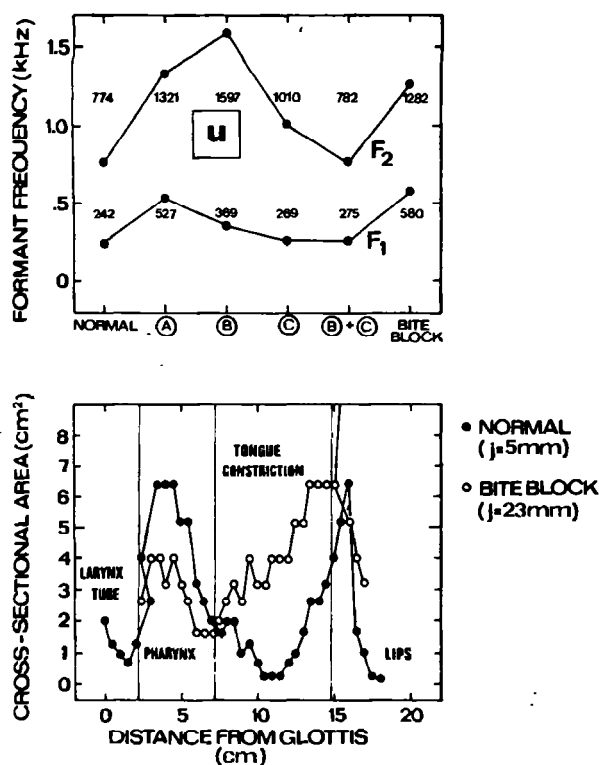 FORMANT FREQUENCY (kHz)
1.5
1.0
.5
0
774 1321 1597 1010 782 1282
u
F2
242 527 369 269 275 580
F1
NORMAL A B C B + C BITE
BLOCK
CROSS-SECTIONAL AREA (cm²)
8
7
6
5
4
3
2
1
0
TONGUE
CONSTRICTION
LARYNX
TUBE
PHARYNX
LIPS
0 5 10 15 20
DISTANCE FROM GLOTTIS
(cm)
NORMAL
(j=5mm)
BITE BLOCK
(j=23mm)